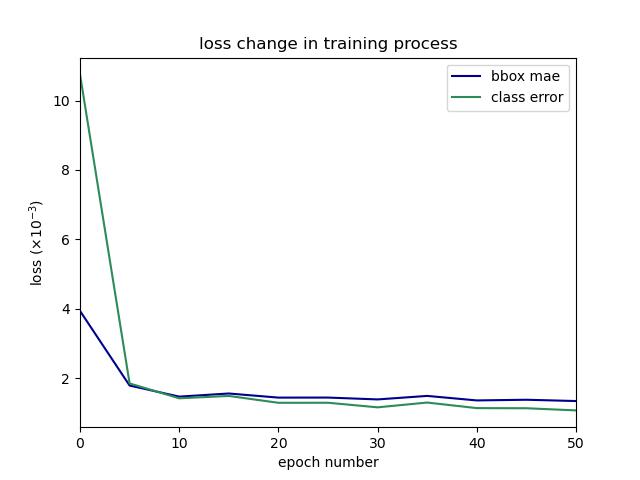 loss change in training process
bbox mae
class error
10
8
6
4
2
loss (×10⁻³)
0 10 20 30 40 50
epoch number